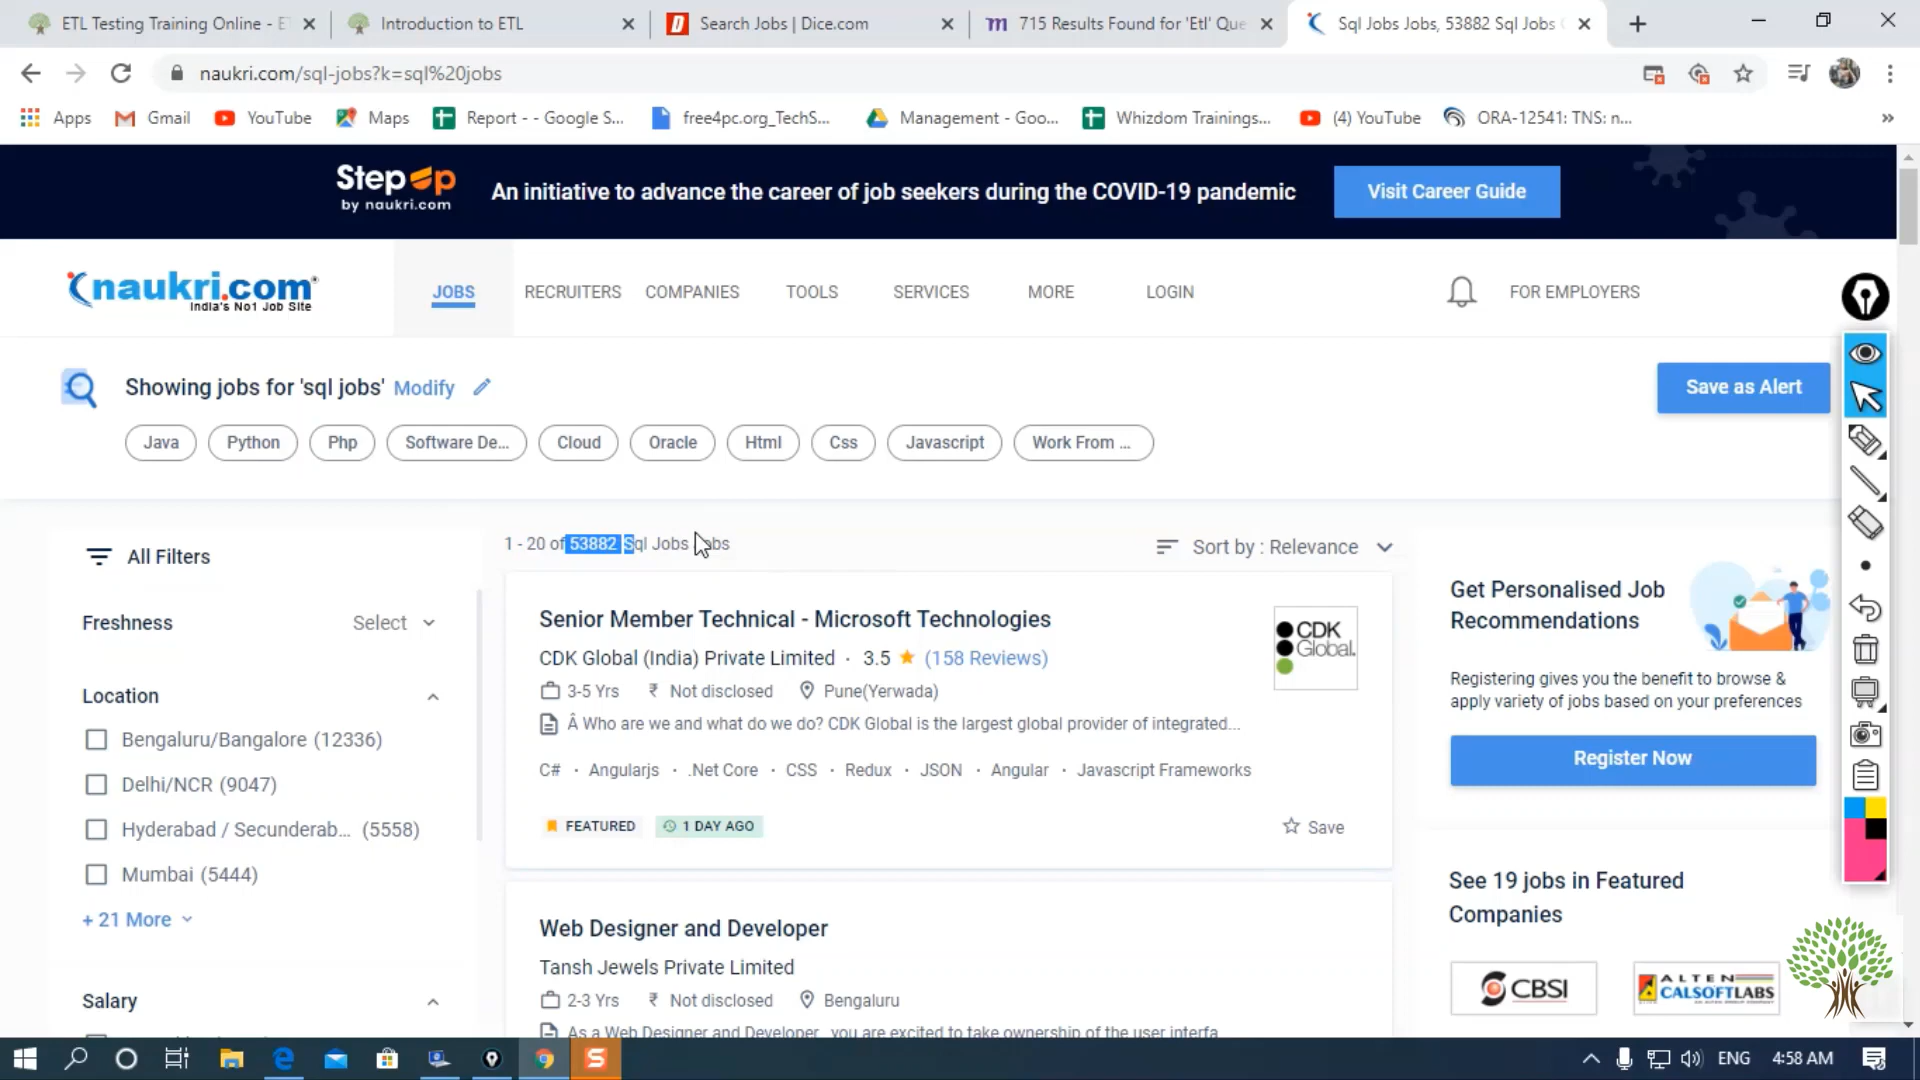 ETL Testing Training Online - E
Introduction to ETL
Search Jobs | Dice.com
715 Results Found for 'Etl' Que
Sql Jobs Jobs, 53882 Sql Jobs
naukri.com/sql-jobs?k=sql%20jobs
Apps
Gmail
YouTube
Maps
Report - - Google S...
free4pc.org_TechS...
Management - Goo...
Whizdom Trainings...
(4) YouTube
ORA-12541: TNS: n...
»
Step up
by naukri.com
An initiative to advance the career of job seekers during the COVID-19 pandemic
Visit Career Guide
naukri.com
India's No1 Job Site
JOBS
RECRUITERS
COMPANIES
TOOLS
SERVICES
MORE
LOGIN
FOR EMPLOYERS
Showing jobs for 'sql jobs' Modify
Save as Alert
Java
Python
Php
Software De...
Cloud
Oracle
Html
Css
Javascript
Work From ...
1 - 20 of 53882 Sql Jobs Jobs
Sort by : Relevance
All Filters
Freshness
Select
Location
Bengaluru/Bangalore (12336)
Delhi/NCR (9047)
Hyderabad / Secunderab... (5558)
Mumbai (5444)
+ 21 More
Salary
Senior Member Technical - Microsoft Technologies
CDK Global (India) Private Limited · 3.5 ★ (158 Reviews)
3-5 Yrs ₹ Not disclosed Pune(Yerwada)
Â Who are we and what do we do? CDK Global is the largest global provider of integrated...
C# · Angularjs · .Net Core · CSS · Redux · JSON · Angular · Javascript Frameworks
FEATURED
1 DAY AGO
Save
CDK
Global.
Web Designer and Developer
Tansh Jewels Private Limited
2-3 Yrs ₹ Not disclosed Bengaluru
As a Web Designer and Developer, you are excited to take ownership of the user interfa
Get Personalised Job
Recommendations
Registering gives you the benefit to browse &
apply variety of jobs based on your preferences
Register Now
See 19 jobs in Featured
Companies
CBSI
ALTEN
CALSOFTLABS
S
ENG
4:58 AM